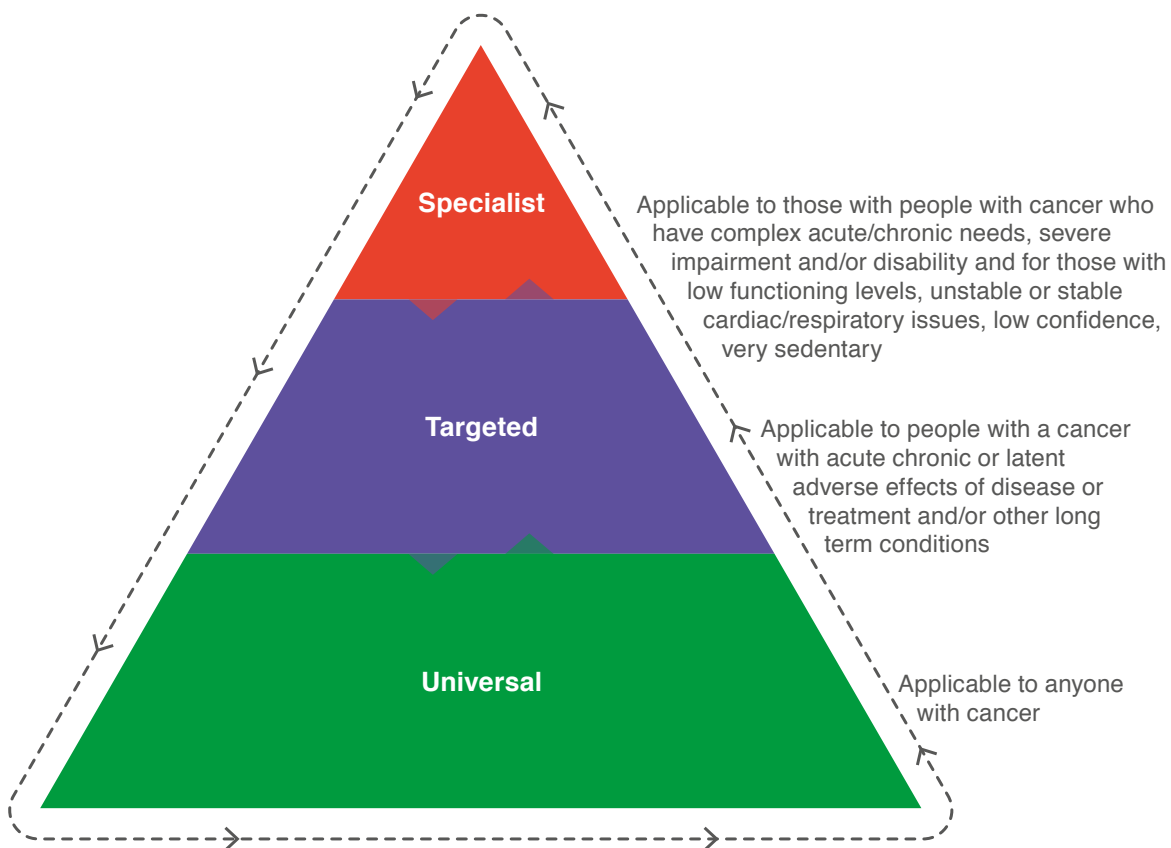 Specialist
Applicable to those with people with cancer who
have complex acute/chronic needs, severe
impairment and/or disability and for those with
low functioning levels, unstable or stable
cardiac/respiratory issues, low confidence,
very sedentary
Targeted
Applicable to people with a cancer
with acute chronic or latent
adverse effects of disease or
treatment and/or other long
term conditions
Universal
Applicable to anyone
with cancer